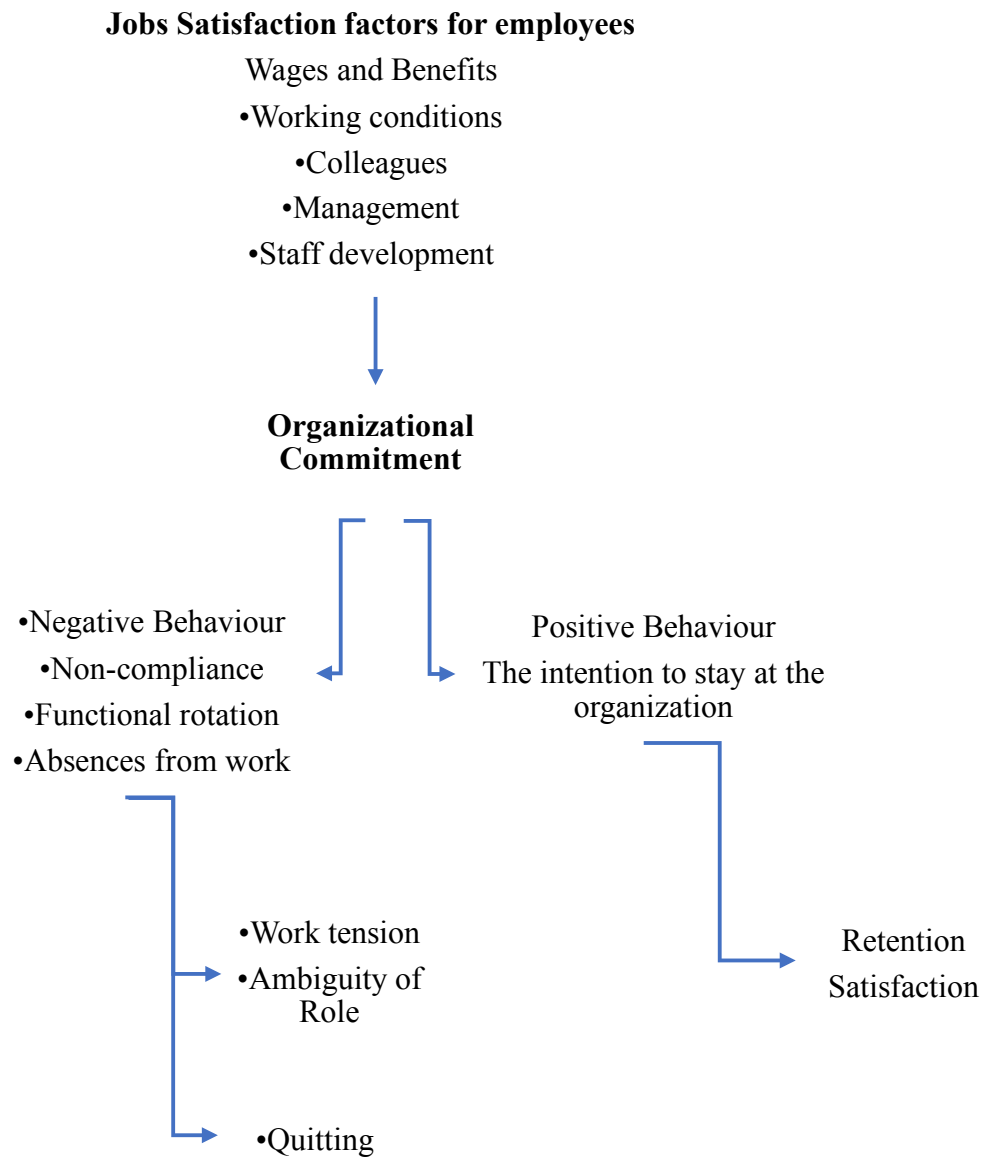 Jobs Satisfaction factors for employees
Wages and Benefits
•Working conditions
•Colleagues
•Management
•Staff development
Organizational
Commitment
•Negative Behaviour
•Non-compliance
•Functional rotation
•Absences from work
Positive Behaviour
The intention to stay at the
organization
•Work tension
•Ambiguity of
Role
•Quitting
Retention
Satisfaction